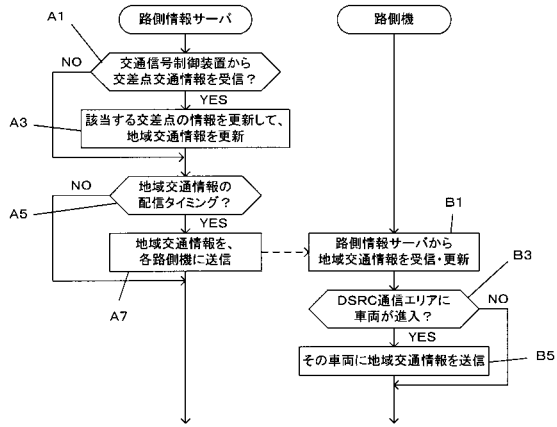 A1
路側情報サーバ
路側機
交通信号制御装置から
交差点交通情報を受信？
NO
YES
A3
該当する交差点の情報を更新して、
地域交通情報を更新
NO
地域交通情報の
配信タイミング？
A5
YES
地域交通情報を、
各路側機に送信
A7
B1
路側情報サーバから
地域交通情報を受信・更新
B3
DSRC通信エリアに
車両が進入？
NO
YES
その車両に地域交通情報を送信
B5